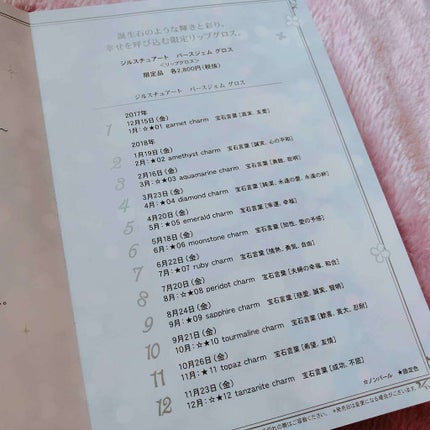 誕生石のような輝きと彩り。
幸せを呼び込む限定リップグロス。
ジルスチュアート バースジェム グロス
<リップグロス>
限定品 各2,800円(税抜)
ジルスチュアート バースジェム グロス
2017年
1 12月15日(金)
1月:☆★01 garnet charm 宝石言葉[真実、友愛]
2018年
2 1月19日(金)
2月:★02 amethyst charm 宝石言葉[誠実、心の平和]
3 2月16日(金)
3月:☆★03 aquamarine charm 宝石言葉[勇敢、聡明]
4 3月23日(金)
4月:★04 diamond charm 宝石言葉[純潔、永遠の愛、永遠の絆]
5 4月20日(金)
5月:★05 emerald charm 宝石言葉[幸運、幸福]
6 5月18日(金)
6月:★06 moonstone charm 宝石言葉[知性、愛の予感]
7 6月22日(金)
7月:★07 ruby charm 宝石言葉[情熱、勇気、自由]
8 7月20日(金)
8月:☆★08 peridot charm 宝石言葉[夫婦の幸福、和合]
9 8月24日(金)
9月:★09 sapphire charm 宝石言葉[慈愛、誠実、賢明]
10 9月21日(金)
10月:☆★10 tourmaline charm 宝石言葉[歓喜、寛大、忍耐]
11 10月26日(金)
11月:★11 topaz charm 宝石言葉[希望、友情]
12 11月23日(金)
12月:☆★12 tanzanite charm 宝石言葉[成功、不屈]
☆ノンパール ★限定色